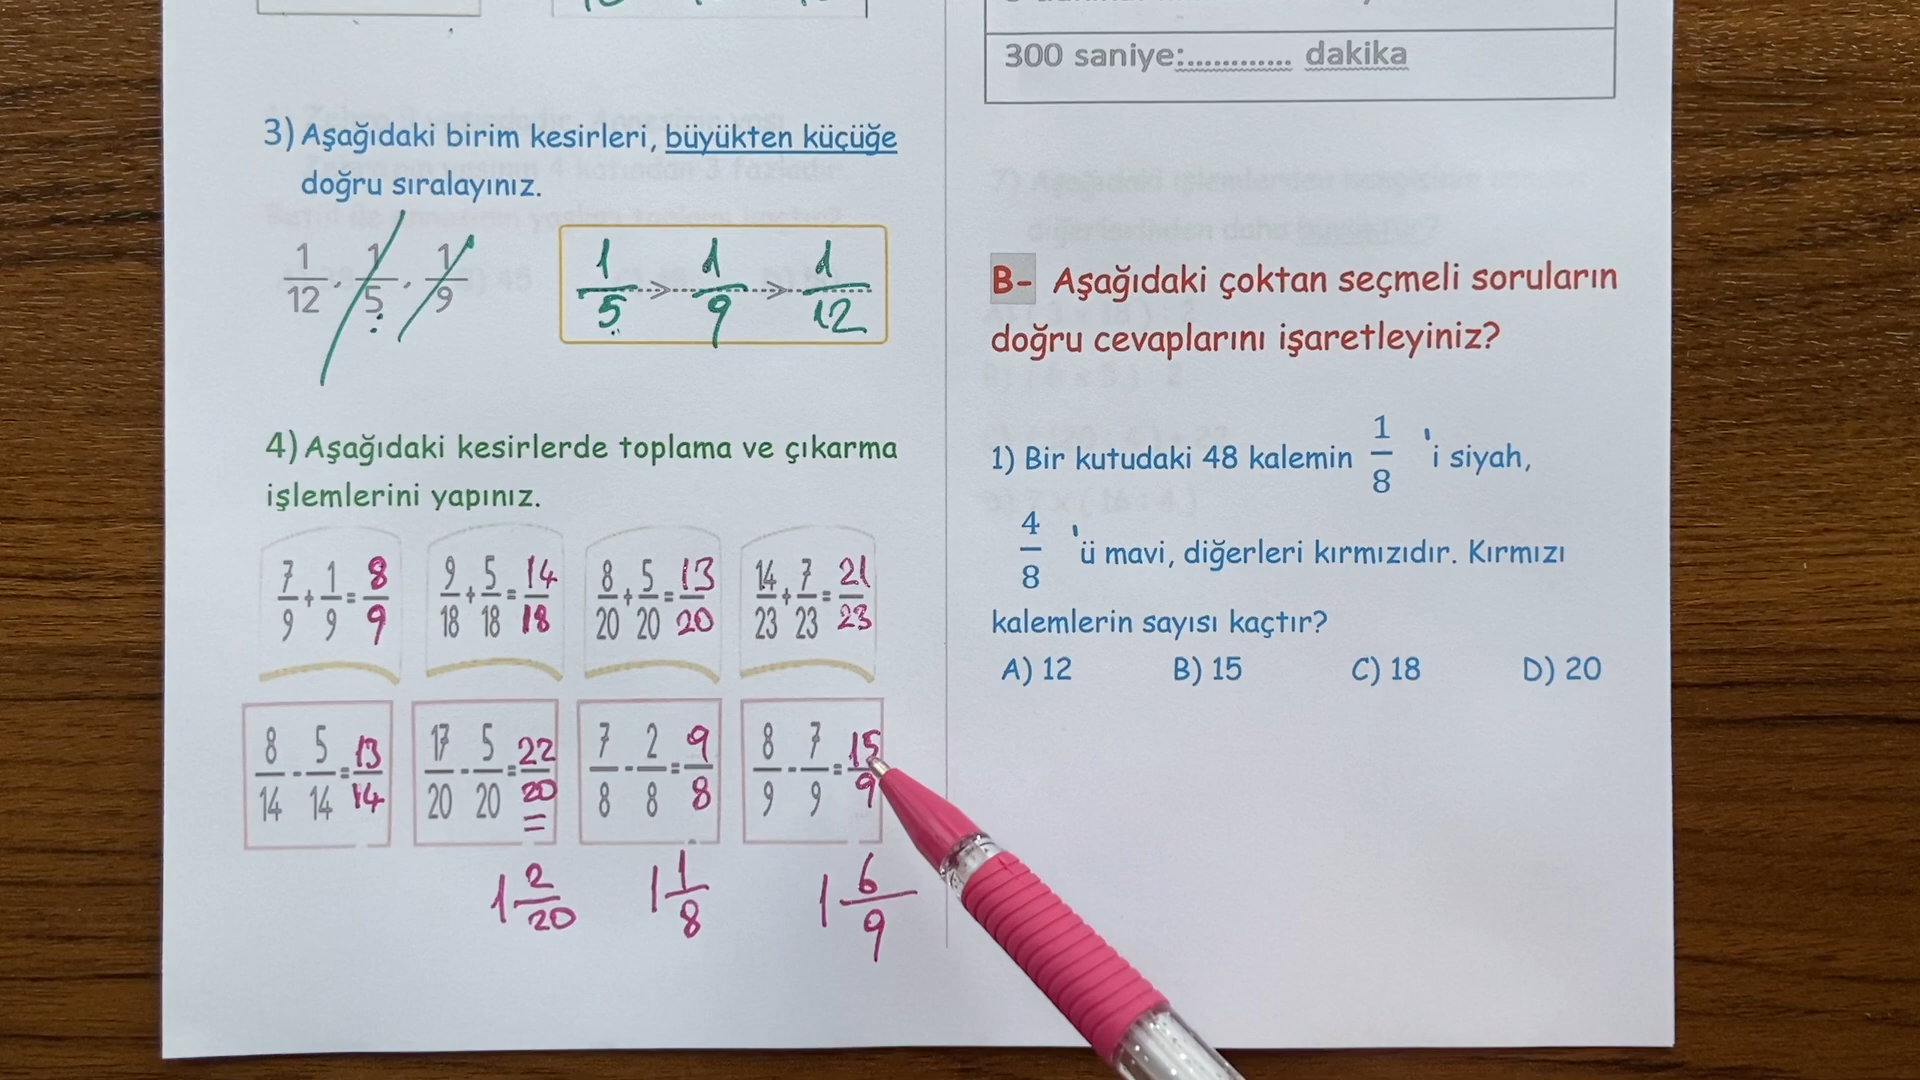 3) Aşağıdaki birim kesirleri, büyükten küçüğe
doğru sıralayınız.
1/12 , 1/5 , 1/9
1/5 > 1/9 > 1/12
4) Aşağıdaki kesirlerde toplama ve çıkarma
işlemlerini yapınız.
7/9 + 1/9 = 8/9
9/18 + 5/18 = 14/18
8/20 + 5/20 = 13/20
14/23 + 7/23 = 21/23
8/14 - 5/14 = 13/14
17/20 - 5/20 = 22/20 =
1 2/20
7/8 - 2/8 = 9/8
1 1/8
8/9 - 7/9 = 15/9
1 6/9
300 saniye:............. dakika
B- Aşağıdaki çoktan seçmeli soruların
doğru cevaplarını işaretleyiniz?
1) Bir kutudaki 48 kalemin 1/8 'i siyah,
4/8 'ü mavi, diğerleri kırmızıdır. Kırmızı
kalemlerin sayısı kaçtır?
A) 12 B) 15 C) 18 D) 20